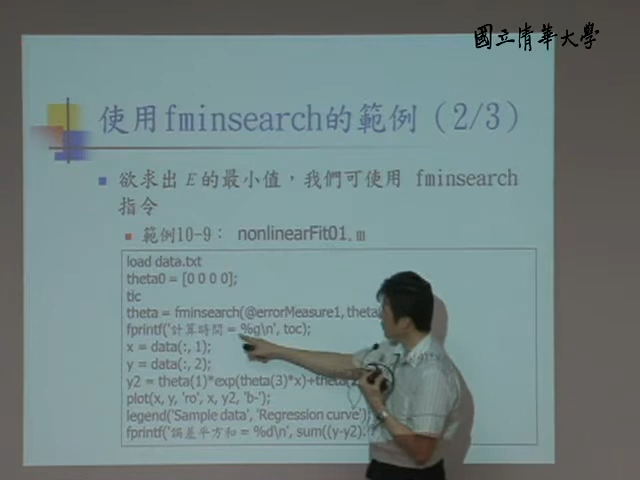 國立清華大學
使用fminsearch的範例（2/3）
欲求出 E 的最小值，我們可使用 fminsearch
指令
範例10-9： nonlinearFit01.m
load data.txt
theta0 = [0 0 0 0];
tic
theta = fminsearch(@errorMeasure1, theta
fprintf('計算時間 = %g\n', toc);
x = data(:, 1);
y = data(:, 2);
y2 = theta(1)*exp(theta(3)*x)+theta(2
plot(x, y, 'ro', x, y2, 'b-');
legend('Sample data', 'Regression curve');
fprintf('誤差平方和 = %d\n', sum((y-y2).